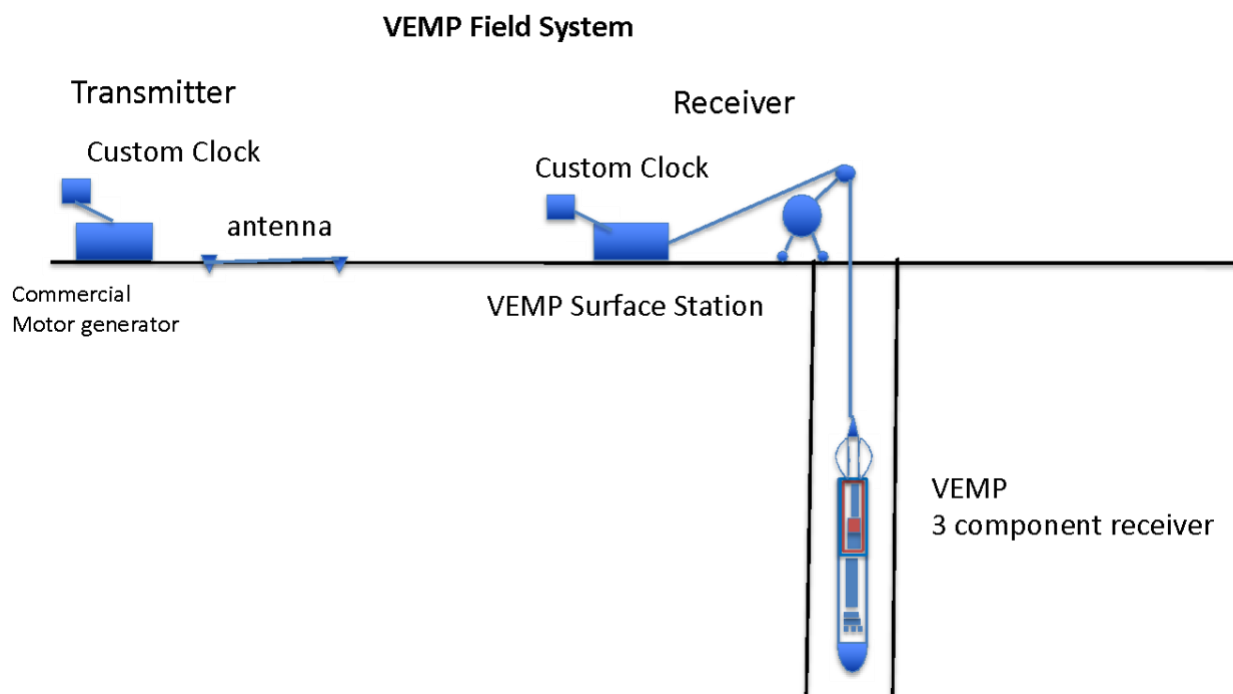 VEMP Field System
Transmitter
Receiver
Custom Clock
Custom Clock
antenna
Commercial
Motor generator
VEMP Surface Station
VEMP
3 component receiver